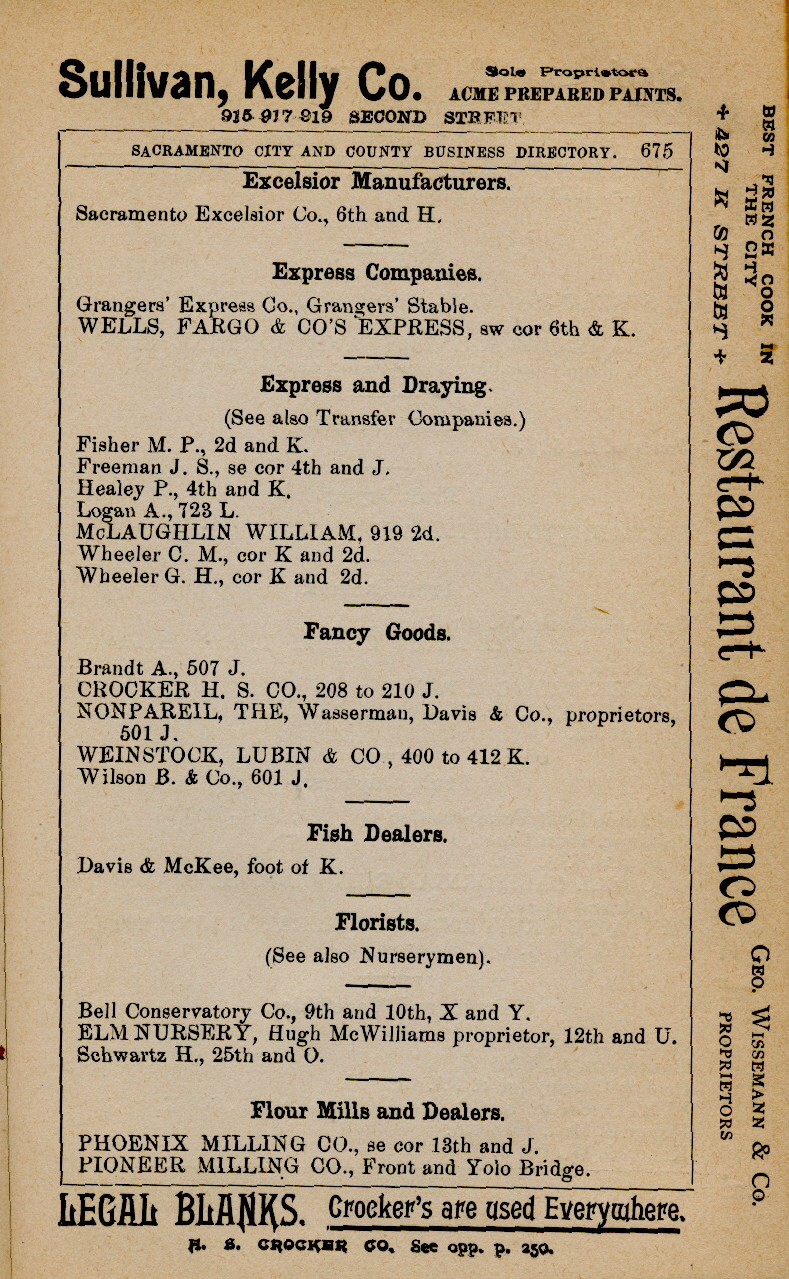 Sullivan, Kelly Co.
Sole Proprietors
ACME PREPARED PAINTS.
915-917-919 SECOND STREET
SACRAMENTO CITY AND COUNTY BUSINESS DIRECTORY. 675
Excelsior Manufacturers.
Sacramento Excelsior Co., 6th and H.
Express Companies.
Grangers' Express Co., Grangers' Stable.
WELLS, FARGO & CO'S EXPRESS, sw cor 6th & K.
Express and Draying.
(See also Transfer Companies.)
Fisher M. P., 2d and K.
Freeman J. S., se cor 4th and J.
Healey P., 4th and K.
Logan A., 723 L.
McLAUGHLIN WILLIAM, 919 2d.
Wheeler C. M., cor K and 2d.
Wheeler G. H., cor K and 2d.
Fancy Goods.
Brandt A., 507 J.
CROCKER H. S. CO., 208 to 210 J.
NONPAREIL, THE, Wasserman, Davis & Co., proprietors,
501 J.
WEINSTOCK, LUBIN & CO , 400 to 412 K.
Wilson B. & Co., 601 J.
Fish Dealers.
Davis & McKee, foot of K.
Florists.
(See also Nurserymen).
Bell Conservatory Co., 9th and 10th, X and Y.
ELM NURSERY, Hugh McWilliams proprietor, 12th and U.
Schwartz H., 25th and O.
Flour Mills and Dealers.
PHOENIX MILLING CO., se cor 13th and J.
PIONEER MILLING CO., Front and Yolo Bridge.
LEGAL BLANKS. Crocker's are used Everywhere.
H. S. CROCKER CO. See opp. p. 250.
BEST FRENCH COOK IN
THE CITY
+ 427 K STREET +
Restaurant de France
GEO. WISSEMANN & CO.
PROPRIETORS